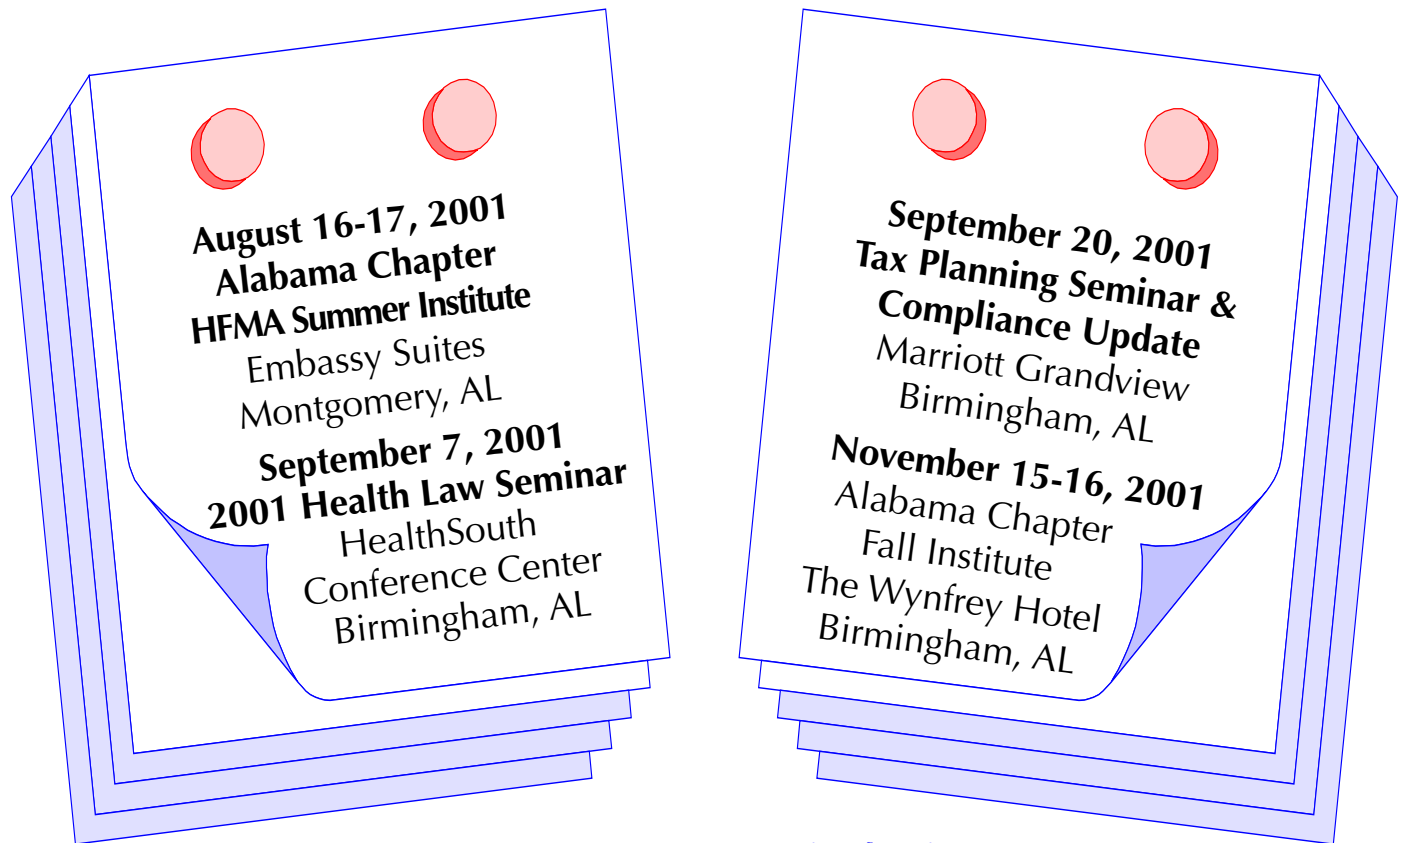 August 16-17, 2001
Alabama Chapter
HFMA Summer Institute
Embassy Suites
Montgomery, AL
September 7, 2001
2001 Health Law Seminar
HealthSouth
Conference Center
Birmingham, AL
September 20, 2001
Tax Planning Seminar &
Compliance Update
Marriott Grandview
Birmingham, AL
November 15-16, 2001
Alabama Chapter
Fall Institute
The Wynfrey Hotel
Birmingham, AL